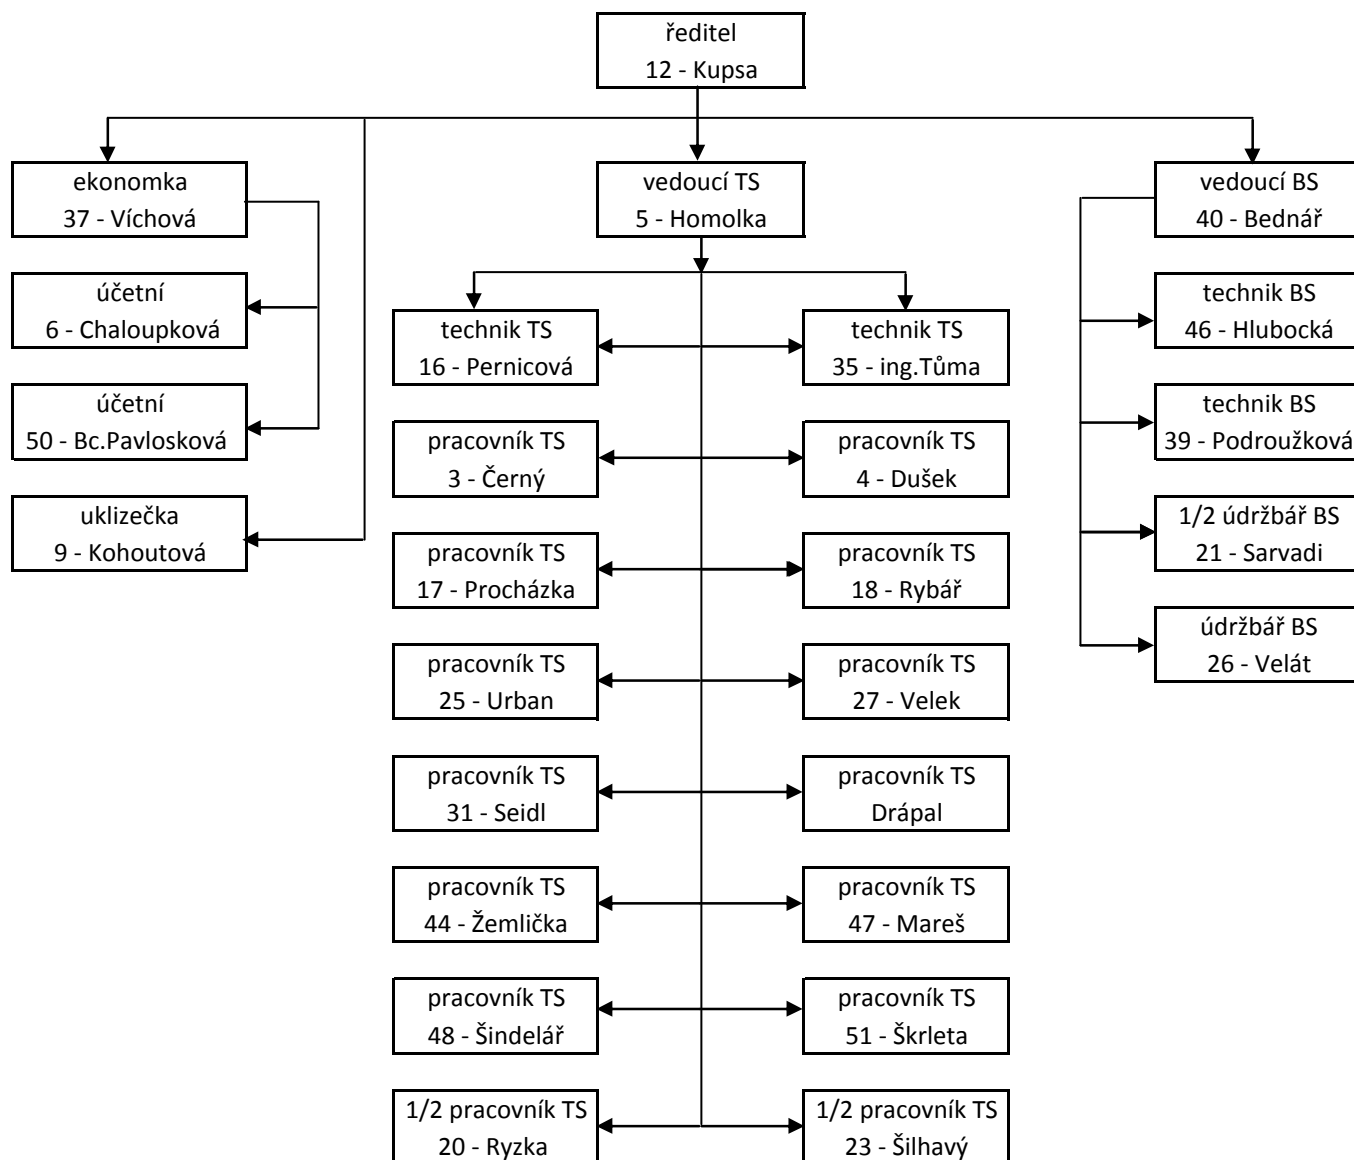 ředitel
12 - Kupsa
ekonomka
37 - Víchová
vedoucí TS
5 - Homolka
vedoucí BS
40 - Bednář
účetní
6 - Chaloupková
účetní
50 - Bc.Pavlosková
uklizečka
9 - Kohoutová
technik TS
16 - Pernicová
technik TS
35 - ing.Tůma
pracovník TS
3 - Černý
pracovník TS
4 - Dušek
pracovník TS
17 - Procházka
pracovník TS
18 - Rybář
pracovník TS
25 - Urban
pracovník TS
27 - Velek
pracovník TS
31 - Seidl
pracovník TS
Drápal
pracovník TS
44 - Žemlička
pracovník TS
47 - Mareš
pracovník TS
48 - Šindelář
pracovník TS
51 - Škrleta
1/2 pracovník TS
20 - Ryzka
1/2 pracovník TS
23 - Šilhavý
technik BS
46 - Hlubocká
technik BS
39 - Podroužková
1/2 údržbář BS
21 - Sarvadi
údržbář BS
26 - Velát